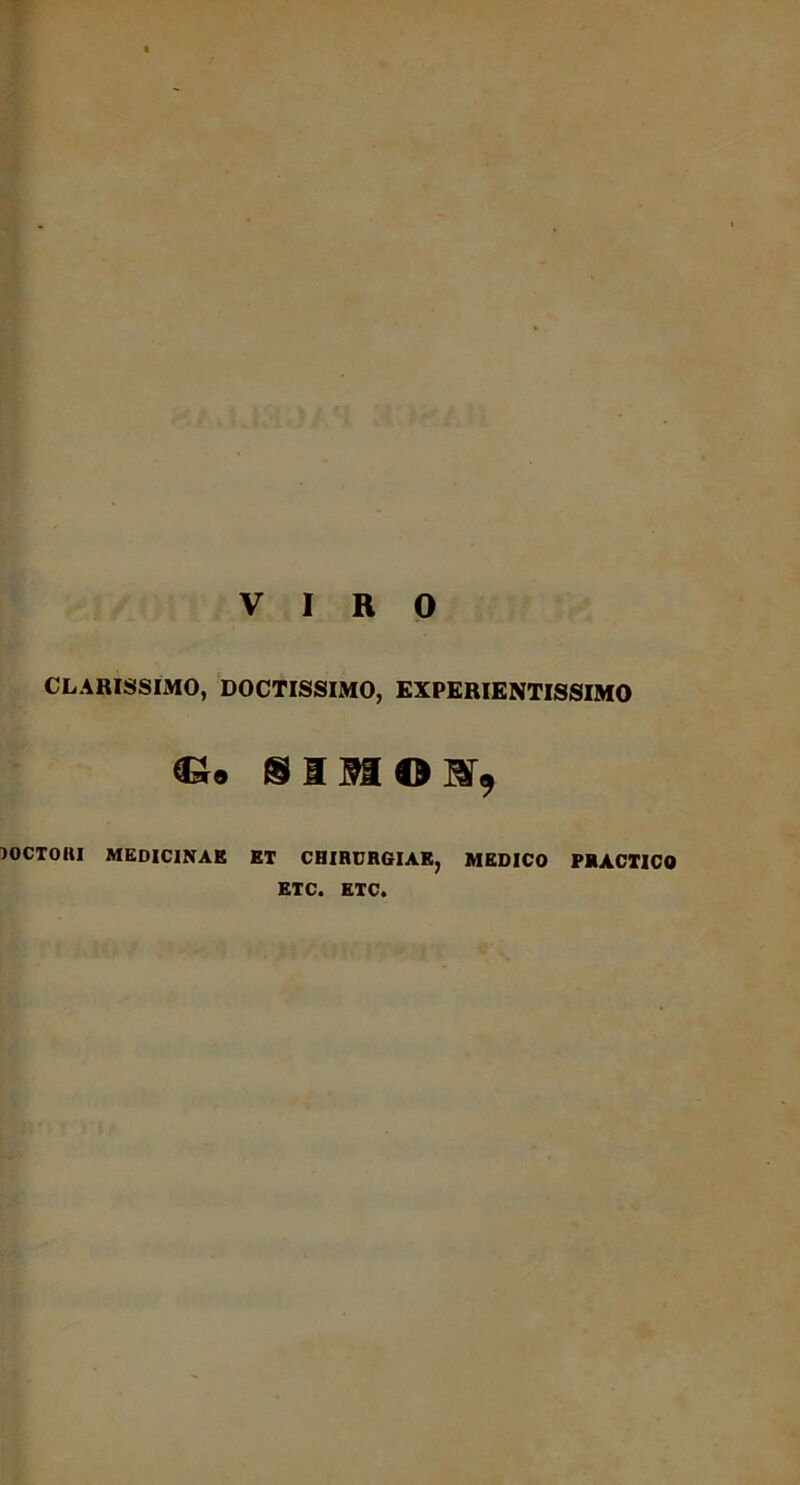 VIRO
CLARISSIMO, DOCTISSIMO, EXPERIENTISSIMO
G. SIMON,
DOCTORI MEDICINAE ET CHIRURGIAE, MEDICO PRACTICO
ETC. ETC.